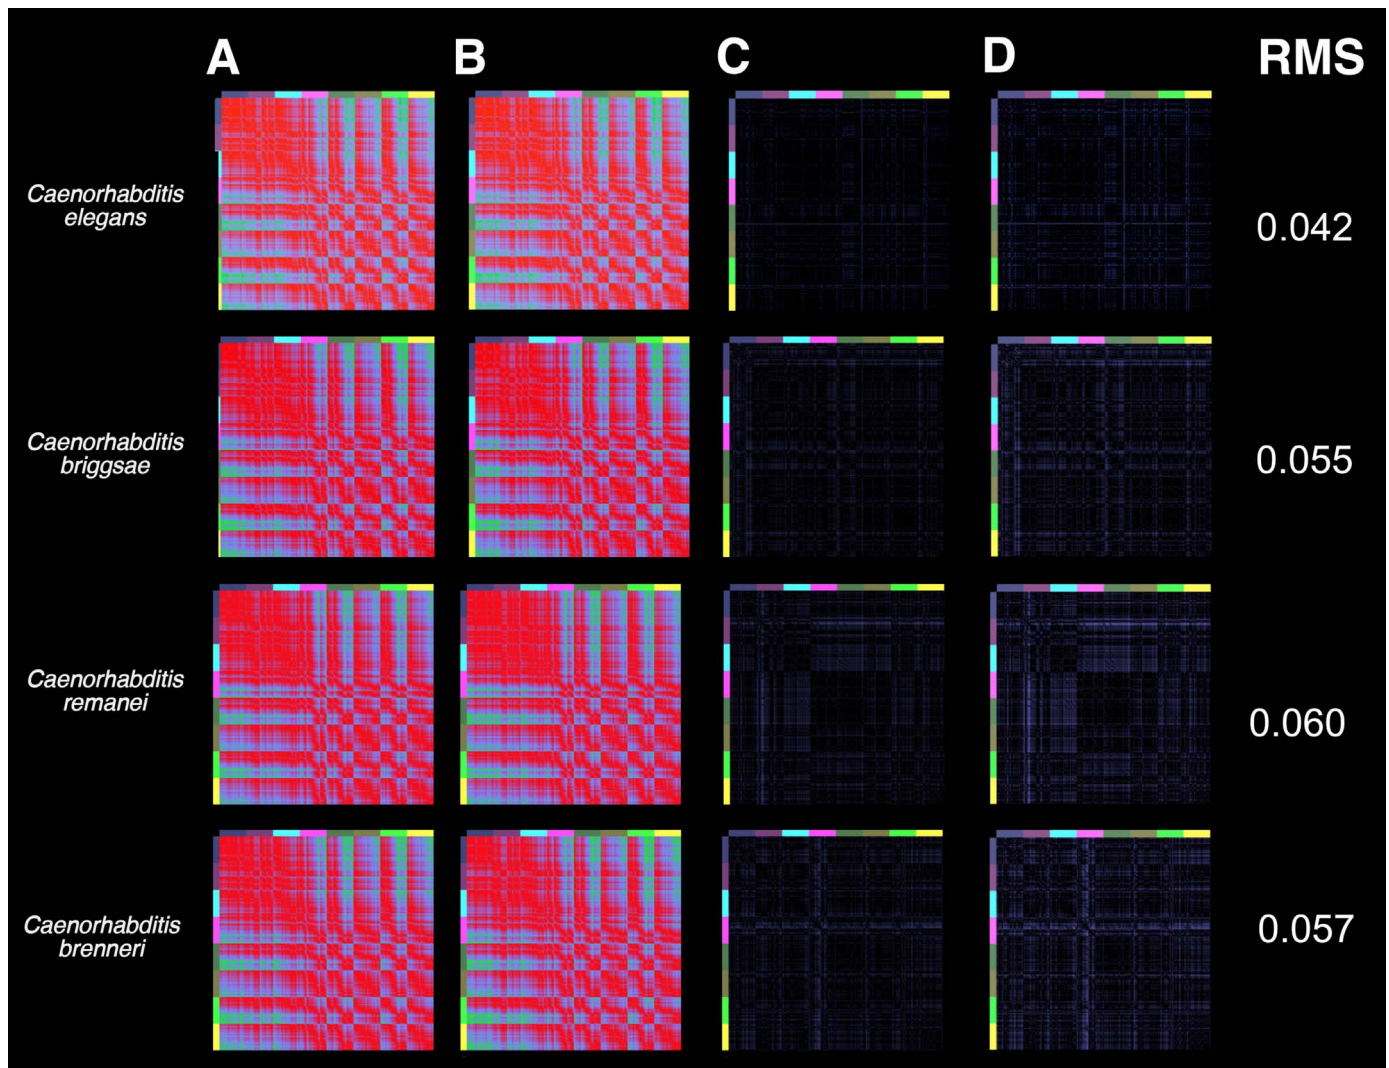 A B C D RMS
Caenorhabditis
elegans
0.042
Caenorhabditis
briggsae
0.055
Caenorhabditis
remanei
0.060
Caenorhabditis
brenneri
0.057